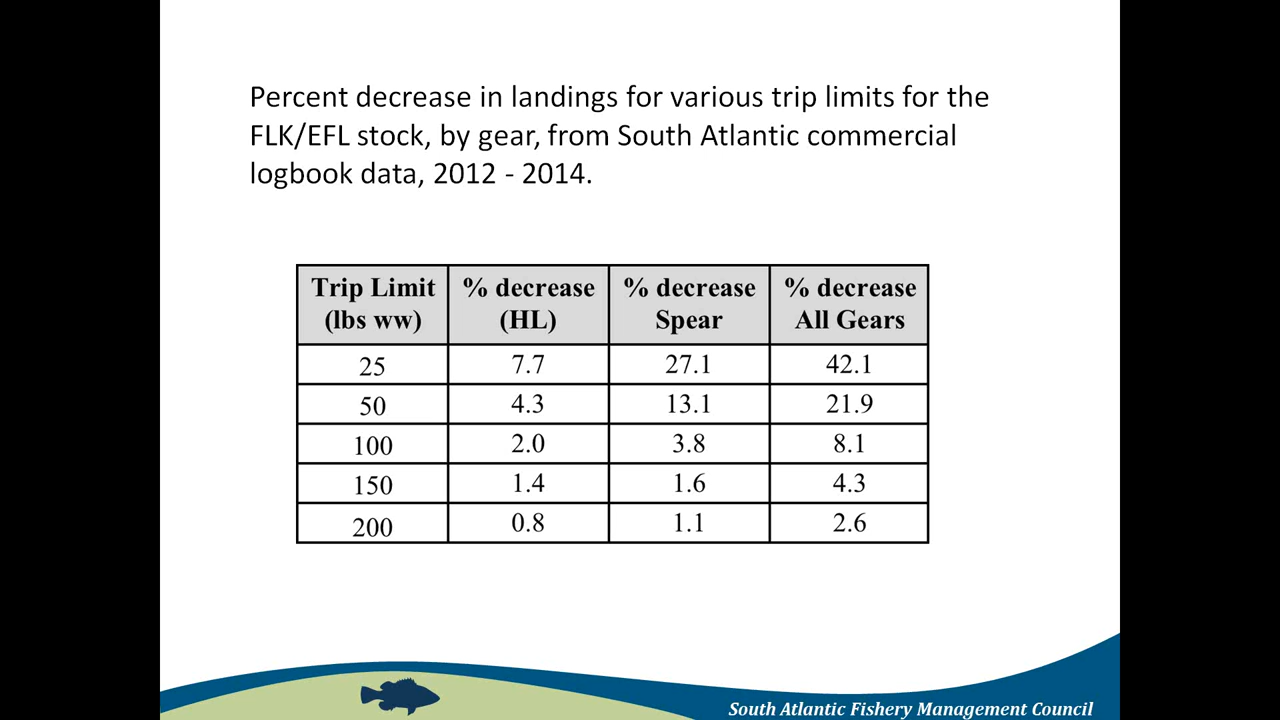 Percent decrease in landings for various trip limits for the
FLK/EFL stock, by gear, from South Atlantic commercial
logbook data, 2012 - 2014.
Trip Limit (lbs ww) % decrease (HL) % decrease Spear % decrease All Gears
25 7.7 27.1 42.1
50 4.3 13.1 21.9
100 2.0 3.8 8.1
150 1.4 1.6 4.3
200 0.8 1.1 2.6
South Atlantic Fishery Management Council